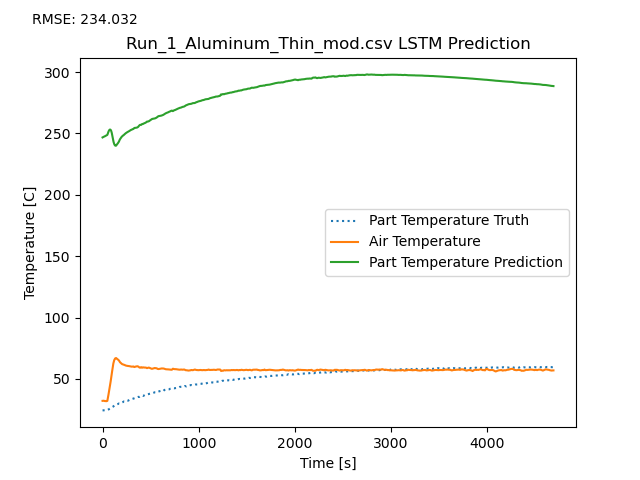 RMSE: 234.032
Run_1_Aluminum_Thin_mod.csv LSTM Prediction
300
250
200
150
100
50
Temperature [C]
Part Temperature Truth
Air Temperature
Part Temperature Prediction
0 1000 2000 3000 4000
Time [s]